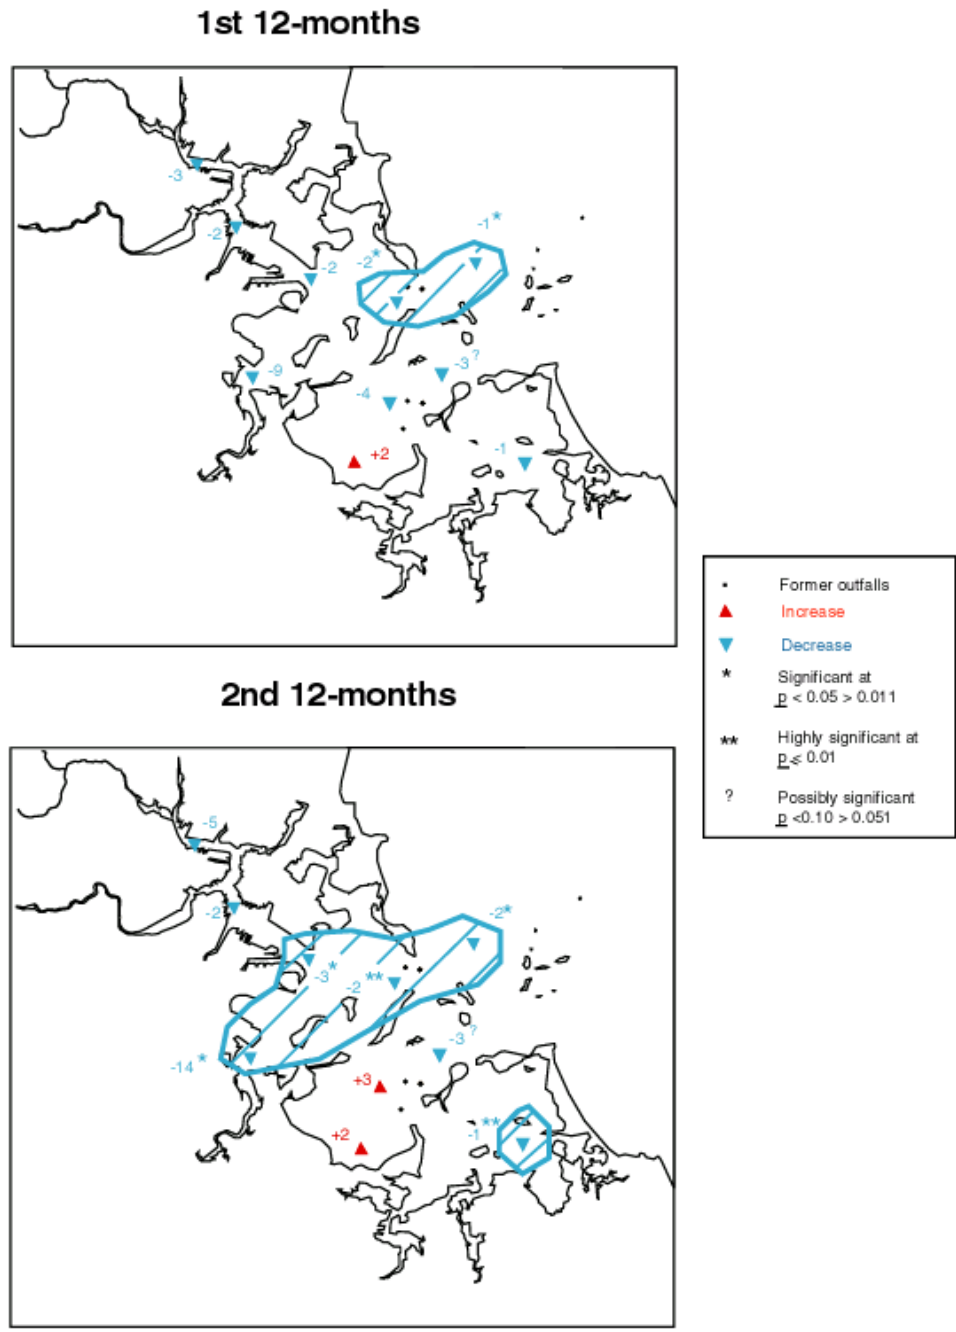 1st 12-months
-3
-2
-1*
-2*
-2
-9
-3?
-4
+2
-1
Former outfalls
Increase
Decrease
* Significant at
p < 0.05 > 0.011
** Highly significant at
p ≤ 0.01
? Possibly significant
p <0.10 > 0.051
2nd 12-months
-5
-2
-2*
-3*
**
-2
-14*
-3?
+3
+2
-1**